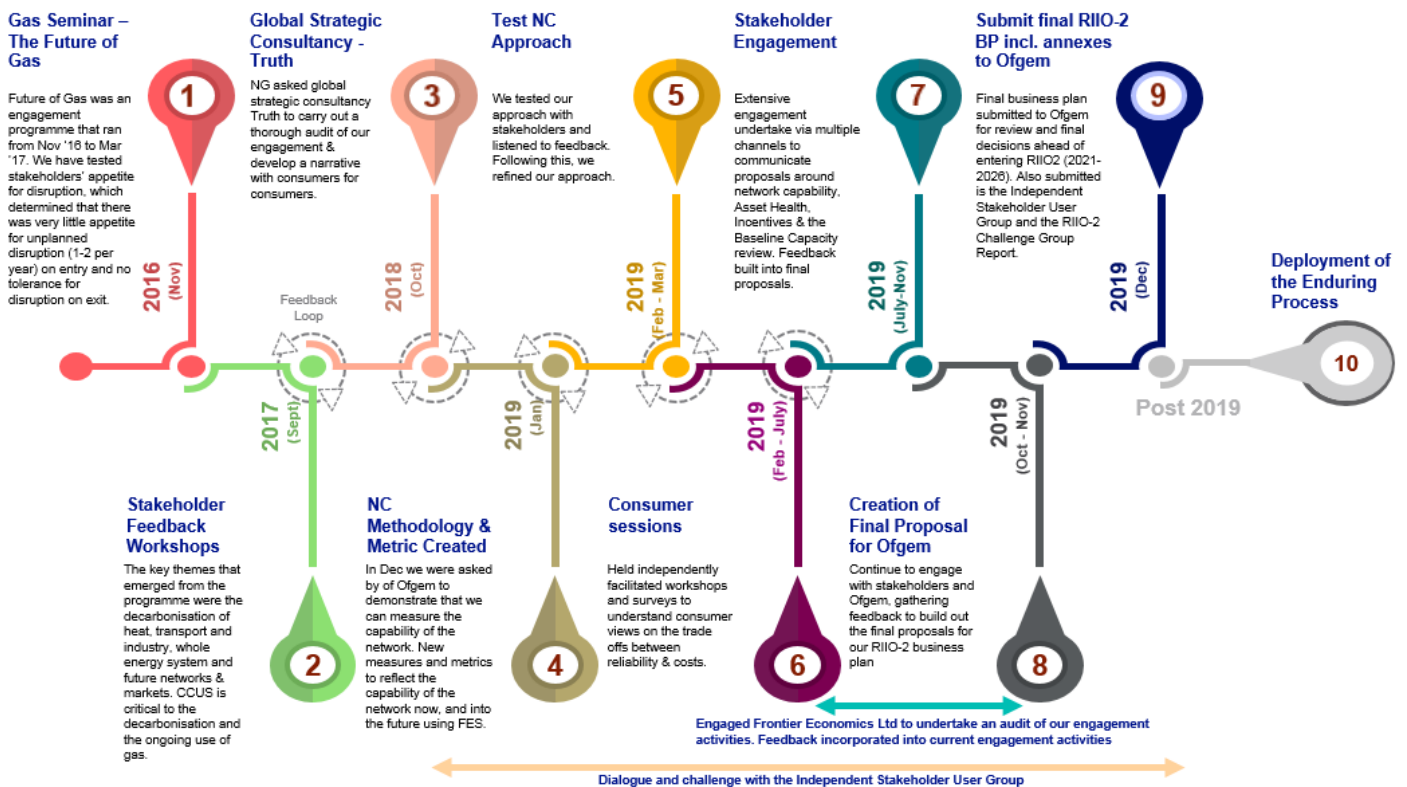 Gas Seminar –
The Future of
Gas
Future of Gas was an
engagement
programme that ran
from Nov '16 to Mar
'17. We have tested
stakeholders' appetite
for disruption, which
determined that there
was very little appetite
for unplanned
disruption (1-2 per
year) on entry and no
tolerance for
disruption on exit.
1
2016
(Nov)
Global Strategic
Consultancy -
Truth
NG asked global
strategic consultancy
Truth to carry out a
thorough audit of our
engagement &
develop a narrative
with consumers for
consumers.
3
2018
(Oct)
Feedback
Loop
Test NC
Approach
We tested our
approach with
stakeholders and
listened to feedback.
Following this, we
refined our approach.
5
2019
(Feb - Mar)
Stakeholder
Engagement
Extensive
engagement
undertake via multiple
channels to
communicate
proposals around
network capability,
Asset Health,
Incentives & the
Baseline Capacity
review. Feedback
built into final
proposals.
7
2019
(July-Nov)
Submit final RIIO-2
BP incl. annexes
to Ofgem
Final business plan
submitted to Ofgem
for review and final
decisions ahead of
entering RIIO2 (2021-
2026). Also submitted
is the Independent
Stakeholder User
Group and the RIIO-2
Challenge Group
Report.
9
2019
(Dec)
Deployment of
the Enduring
Process
10
Post 2019
2017
(Sept)
Stakeholder
Feedback
Workshops
The key themes that
emerged from the
programme were the
decarbonisation of
heat, transport and
industry, whole
energy system and
future networks &
markets. CCUS is
critical to the
decarbonisation and
the ongoing use of
gas.
2
2019
(Jan)
NC
Methodology &
Metric Created
In Dec we were asked
by of Ofgem to
demonstrate that we
can measure the
capability of the
network. New
measures and metrics
to reflect the
capability of the
network now, and into
the future using FES.
4
2019
(Feb - July)
Consumer
sessions
Held independently
facilitated workshops
and surveys to
understand consumer
views on the trade
offs between
reliability & costs.
6
2019
(Oct - Nov)
Creation of
Final Proposal
for Ofgem
Continue to engage
with stakeholders and
Ofgem, gathering
feedback to build out
the final proposals for
our RIIO-2 business
plan
8
Engaged Frontier Economics Ltd to undertake an audit of our engagement
activities. Feedback incorporated into current engagement activities
Dialogue and challenge with the Independent Stakeholder User Group